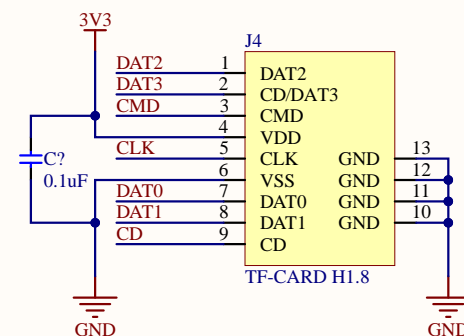 3V3
J4
DAT2 1 DAT2
DAT3 2 CD/DAT3
CMD 3 CMD
4 VDD
CLK 5 CLK GND 13
6 VSS GND 12
DAT0 7 DAT0 GND 11
DAT1 8 DAT1 GND 10
CD 9 CD
C?
0.1uF
TF-CARD H1.8
GND
GND